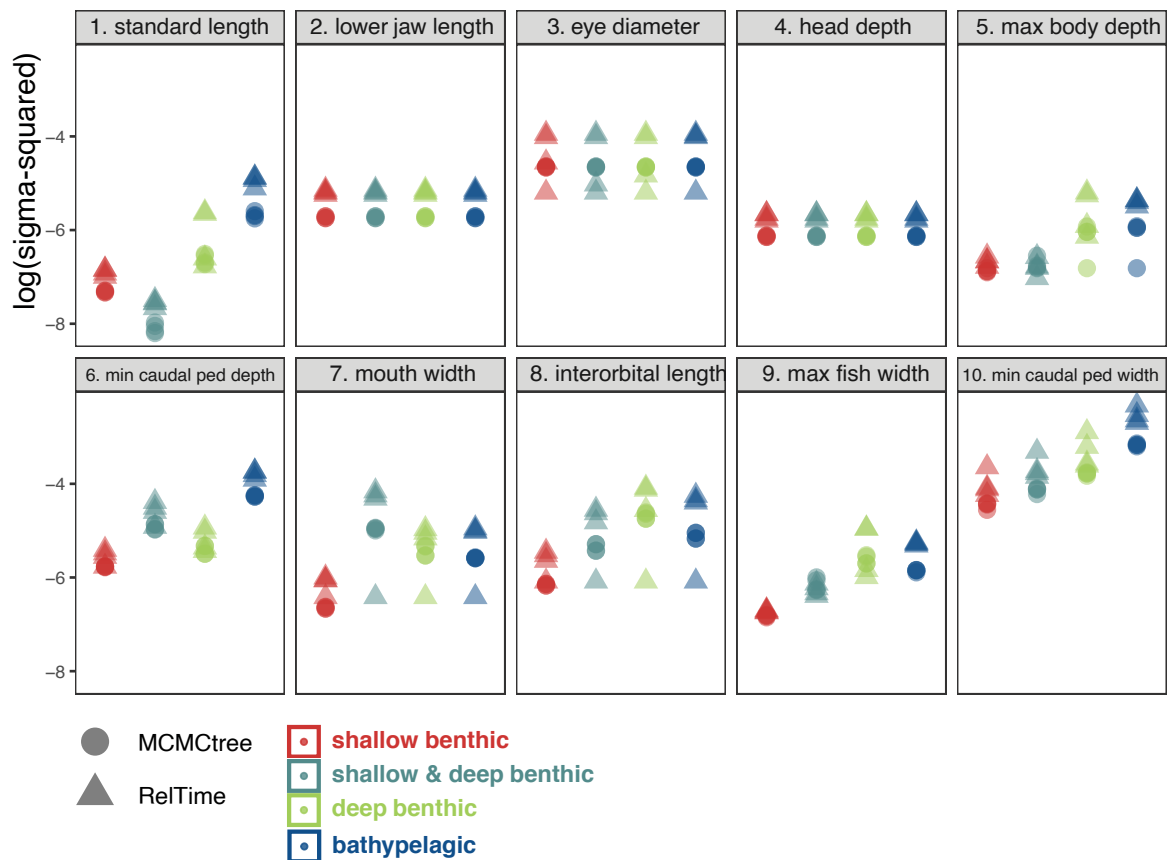 1. standard length
2. lower jaw length
3. eye diameter
4. head depth
5. max body depth
log(sigma-squared)
−4
−6
−8
6. min caudal ped depth
7. mouth width
8. interorbital length
9. max fish width
10. min caudal ped width
−4
−6
−8
MCMCtree
RelTime
shallow benthic
shallow & deep benthic
deep benthic
bathypelagic